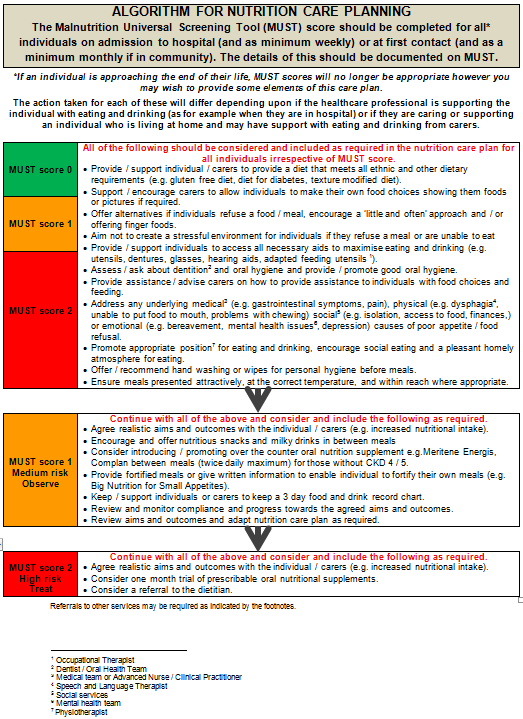 ALGORITHM FOR NUTRITION CARE PLANNING
The Malnutrition Universal Screening Tool (MUST) score should be completed for all*
individuals on admission to hospital (and as minimum weekly) or at first contact (and as a
minimum monthly if in community). The details of this should be documented on MUST.
*If an individual is approaching the end of their life, MUST scores will no longer be appropriate however you
may wish to provide some elements of this care plan.
The action taken for each of these will differ depending upon if the healthcare professional is supporting the
individual with eating and drinking (as for example when they are in hospital) or if they are caring or supporting
an individual who is living at home and may have support with eating and drinking from carers.
MUST score 0
MUST score 1
MUST score 2
All of the following should be considered and included as required in the nutrition care plan for
all individuals irrespective of MUST score.
• Provide / support individual / carers to provide a diet that meets all ethnic and other dietary
requirements (e.g. gluten free diet, diet for diabetes, texture modified diet).
• Support / encourage carers to allow individuals to make their own food choices showing them foods
or pictures if required.
• Offer alternatives if individuals refuse a food / meal, encourage a 'little and often' approach and / or
offering finger foods.
• Aim not to create a stressful environment for individuals if they refuse a meal or are unable to eat
• Provide / support individuals to access all necessary aids to maximise eating and drinking (e.g.
utensils, dentures, glasses, hearing aids, adapted feeding utensils ¹).
• Assess / ask about dentition² and oral hygiene and provide / promote good oral hygiene.
• Provide assistance / advise carers on how to provide assistance to individuals with food choices and
feeding.
• Address any underlying medical³ (e.g. gastrointestinal symptoms, pain), physical (e.g. dysphagia⁴,
unable to put food to mouth, problems with chewing) social⁵ (e.g. isolation, access to food, finances,)
or emotional (e.g. bereavement, mental health issues⁶, depression) causes of poor appetite / food
refusal.
• Promote appropriate position⁷ for eating and drinking, encourage social eating and a pleasant homely
atmosphere for eating.
• Offer / recommend hand washing or wipes for personal hygiene before meals.
• Ensure meals presented attractively, at the correct temperature, and within reach where appropriate.
MUST score 1
Medium risk
Observe
Continue with all of the above and consider and include the following as required.
• Agree realistic aims and outcomes with the individual / carers (e.g. increased nutritional intake).
• Encourage and offer nutritious snacks and milky drinks in between meals
• Consider introducing / promoting over the counter oral nutrition supplement e.g.Meritene Energis,
Complan between meals (twice daily maximum) for those without CKD 4 / 5.
• Provide fortified meals or give written information to enable individual to fortify their own meals (e.g.
Big Nutrition for Small Appetites).
• Keep / support individuals or carers to keep a 3 day food and drink record chart.
• Review and monitor compliance and progress towards the agreed aims and outcomes.
• Review aims and outcomes and adapt nutrition care plan as required.
MUST score 2
High risk
Treat
Continue with all of the above and consider and include the following as required.
• Agree realistic aims and outcomes with the individual / carers (e.g. increased nutritional intake).
• Consider one month trial of prescribable oral nutritional supplements.
• Consider a referral to the dietitian.
Referrals to other services may be required as indicated by the footnotes.
¹ Occupational Therapist
² Dentist / Oral Health Team
³ Medical team or Advanced Nurse / Clinical Practitioner
⁴ Speech and Language Therapist
⁵ Social services
⁶ Mental health team
⁷ Physiotherapist